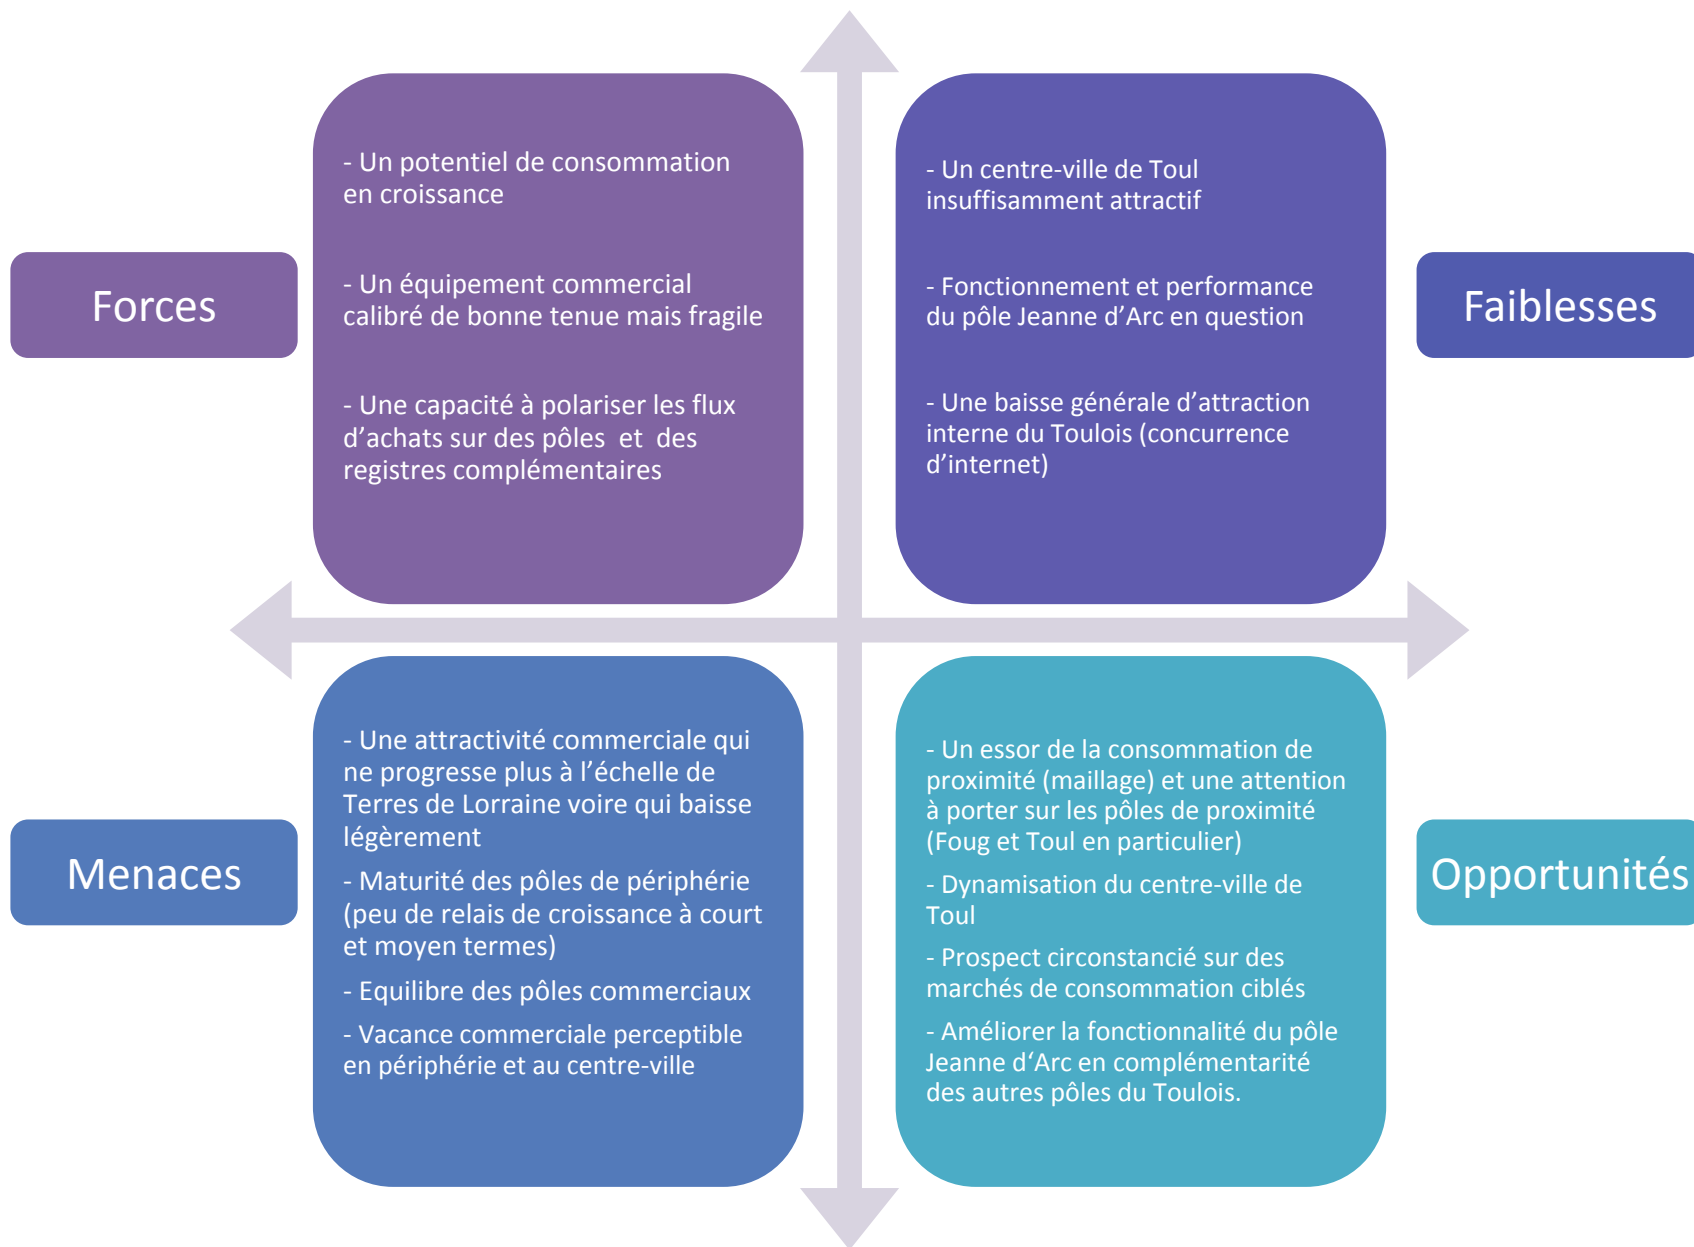 Forces
- Un potentiel de consommation
en croissance
- Un équipement commercial
calibré de bonne tenue mais fragile
- Une capacité à polariser les flux
d’achats sur des pôles et des
registres complémentaires
- Un centre-ville de Toul
insuffisamment attractif
- Fonctionnement et performance
du pôle Jeanne d’Arc en question
- Une baisse générale d’attraction
interne du Toulois (concurrence
d’internet)
Faiblesses
Menaces
- Une attractivité commerciale qui
ne progresse plus à l’échelle de
Terres de Lorraine voire qui baisse
légèrement
- Maturité des pôles de périphérie
(peu de relais de croissance à court
et moyen termes)
- Equilibre des pôles commerciaux
- Vacance commerciale perceptible
en périphérie et au centre-ville
- Un essor de la consommation de
proximité (maillage) et une attention
à porter sur les pôles de proximité
(Foug et Toul en particulier)
- Dynamisation du centre-ville de
Toul
- Prospect circonstancié sur des
marchés de consommation ciblés
- Améliorer la fonctionnalité du pôle
Jeanne d‘Arc en complémentarité
des autres pôles du Toulois.
Opportunités